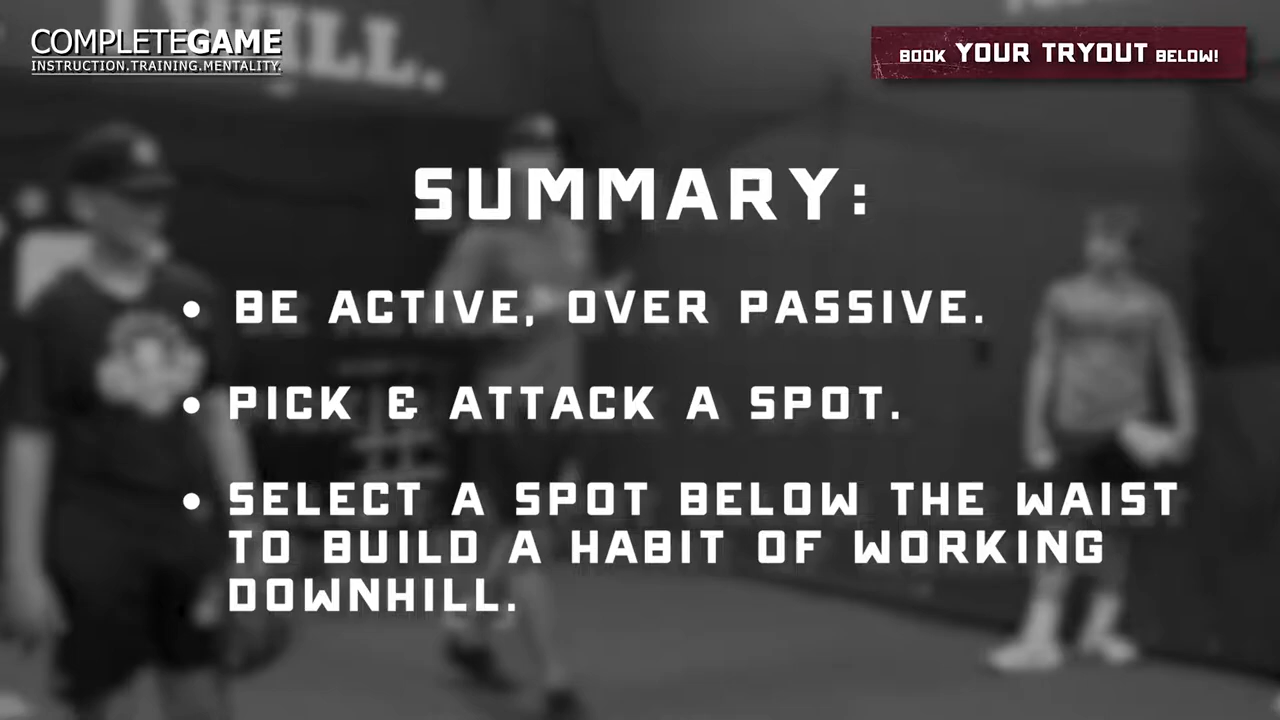 COMPLETEGAME
INSTRUCTION.TRAINING.MENTALITY.
BOOK YOUR TRYOUT BELOW!
WILL.
SUMMARY:
• BE ACTIVE, OVER PASSIVE.
• PICK & ATTACK A SPOT.
• SELECT A SPOT BELOW THE WAIST
TO BUILD A HABIT OF WORKING
DOWNHILL.